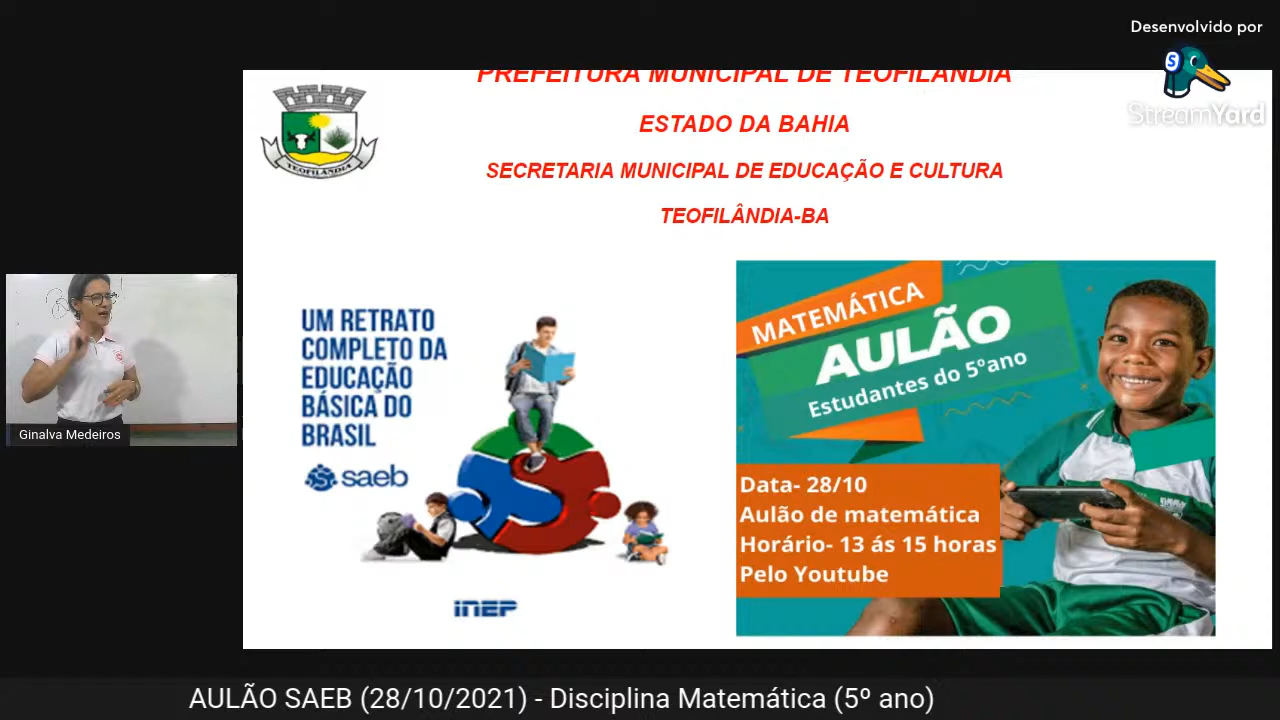 Desenvolvido por
StreamYard
PREFEITURA MUNICIPAL DE TEOFILÂNDIA
ESTADO DA BAHIA
SECRETARIA MUNICIPAL DE EDUCAÇÃO E CULTURA
TEOFILÂNDIA-BA
TEOFILÂNDIA
UM RETRATO
COMPLETO DA
EDUCAÇÃO
BÁSICA DO
BRASIL
saeb
inep
MATEMÁTICA
AULÃO
Estudantes do 5ºano
Data- 28/10
Aulão de matemática
Horário- 13 ás 15 horas
Pelo Youtube
Ginalva Medeiros
AULÃO SAEB (28/10/2021) - Disciplina Matemática (5º ano)